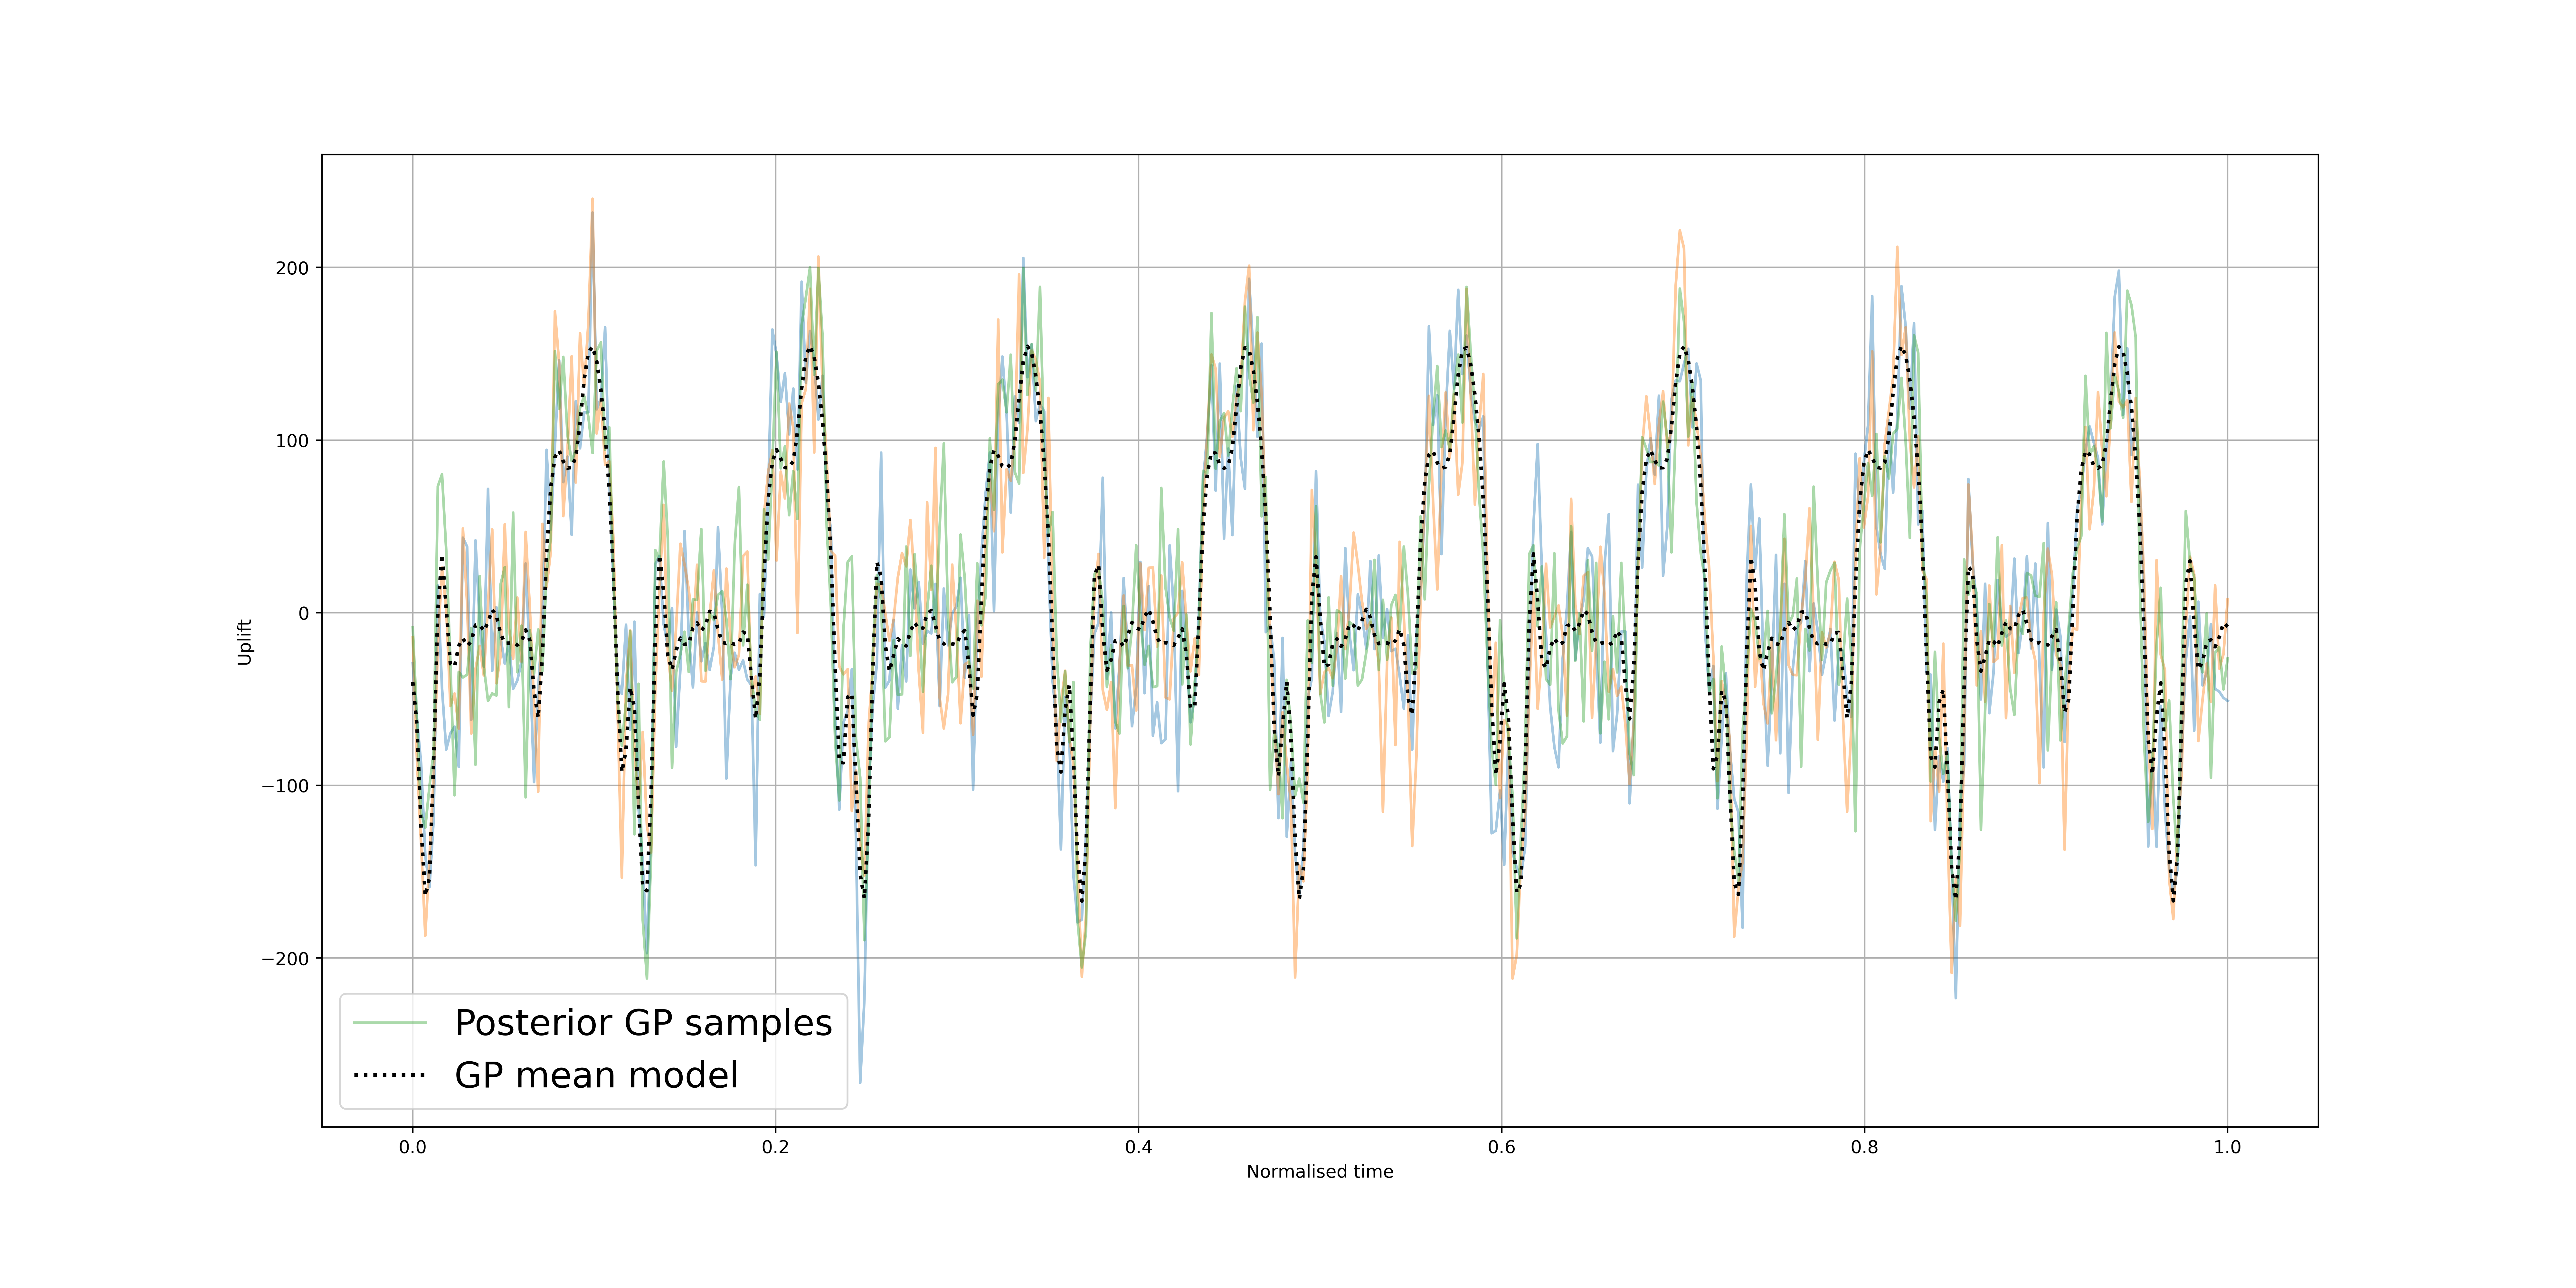 200
100
0
−100
−200
Uplift
Posterior GP samples
GP mean model
0.0 0.2 0.4 0.6 0.8 1.0
Normalised time